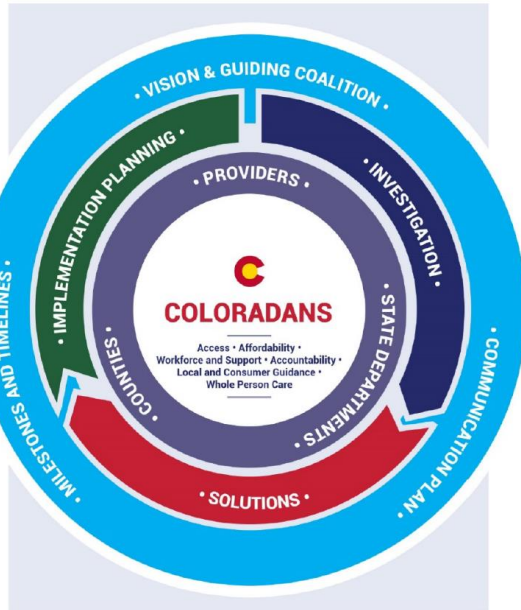 • VISION & GUIDING COALITION •
• IMPLEMENTATION PLANNING •
• INVESTIGATION •
• PROVIDERS •
COLORADANS
Access • Affordability •
Workforce and Support • Accountability •
Local and Consumer Guidance •
Whole Person Care
• COUNTIES •
• STATE DEPARTMENTS •
• SOLUTIONS •
• MILESTONES AND TIMELINES •
• COMMUNICATION PLAN •